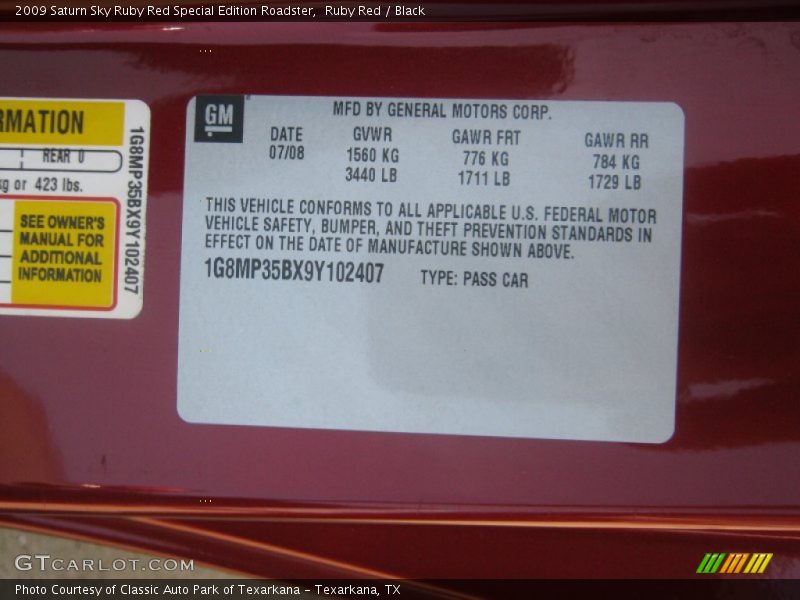 2009 Saturn Sky Ruby Red Special Edition Roadster,  Ruby Red / Black
RMATION
REAR 0
kg or 423 lbs.
SEE OWNER'S
MANUAL FOR
ADDITIONAL
INFORMATION
1G8MP35BX9Y102407
GM
MFD BY GENERAL MOTORS CORP.
DATE GVWR GAWR FRT GAWR RR
07/08 1560 KG 776 KG 784 KG
3440 LB 1711 LB 1729 LB
THIS VEHICLE CONFORMS TO ALL APPLICABLE U.S. FEDERAL MOTOR
VEHICLE SAFETY, BUMPER, AND THEFT PREVENTION STANDARDS IN
EFFECT ON THE DATE OF MANUFACTURE SHOWN ABOVE.
1G8MP35BX9Y102407 TYPE: PASS CAR
GTCARLOT.COM
Photo Courtesy of Classic Auto Park of Texarkana - Texarkana, TX